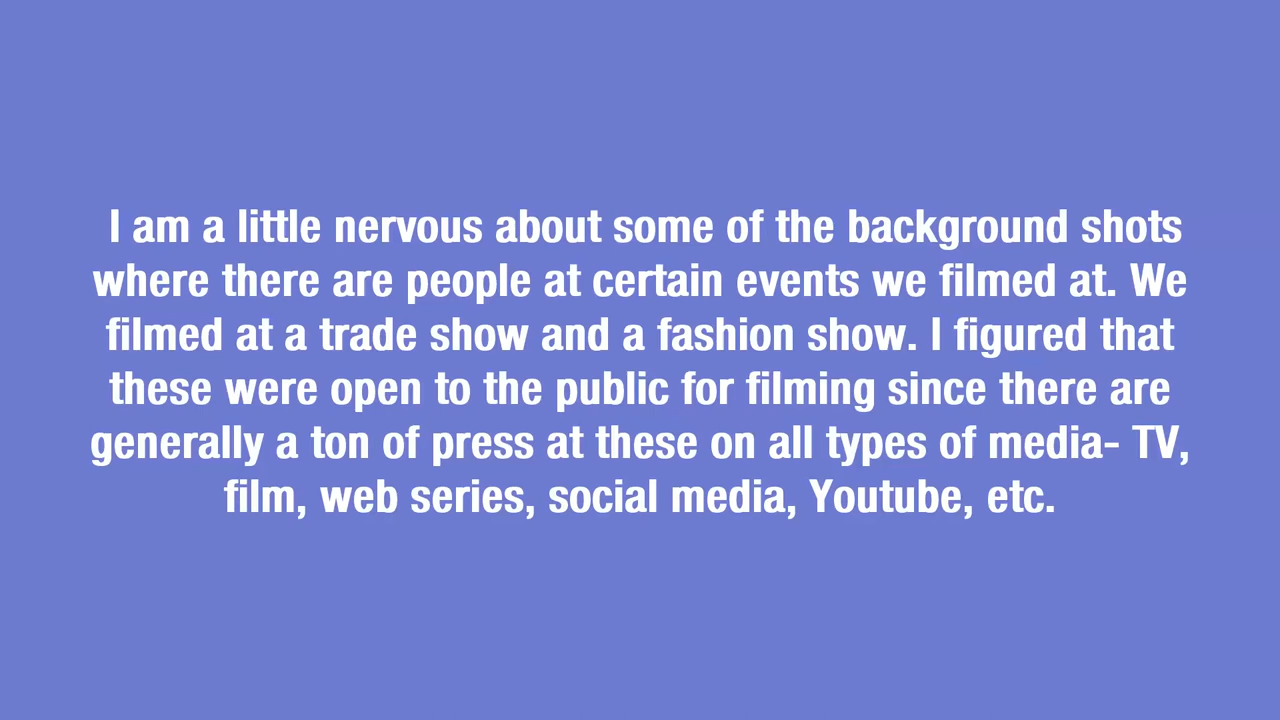 I am a little nervous about some of the background shots
where there are people at certain events we filmed at. We
filmed at a trade show and a fashion show. I figured that
these were open to the public for filming since there are
generally a ton of press at these on all types of media- TV,
film, web series, social media, Youtube, etc.